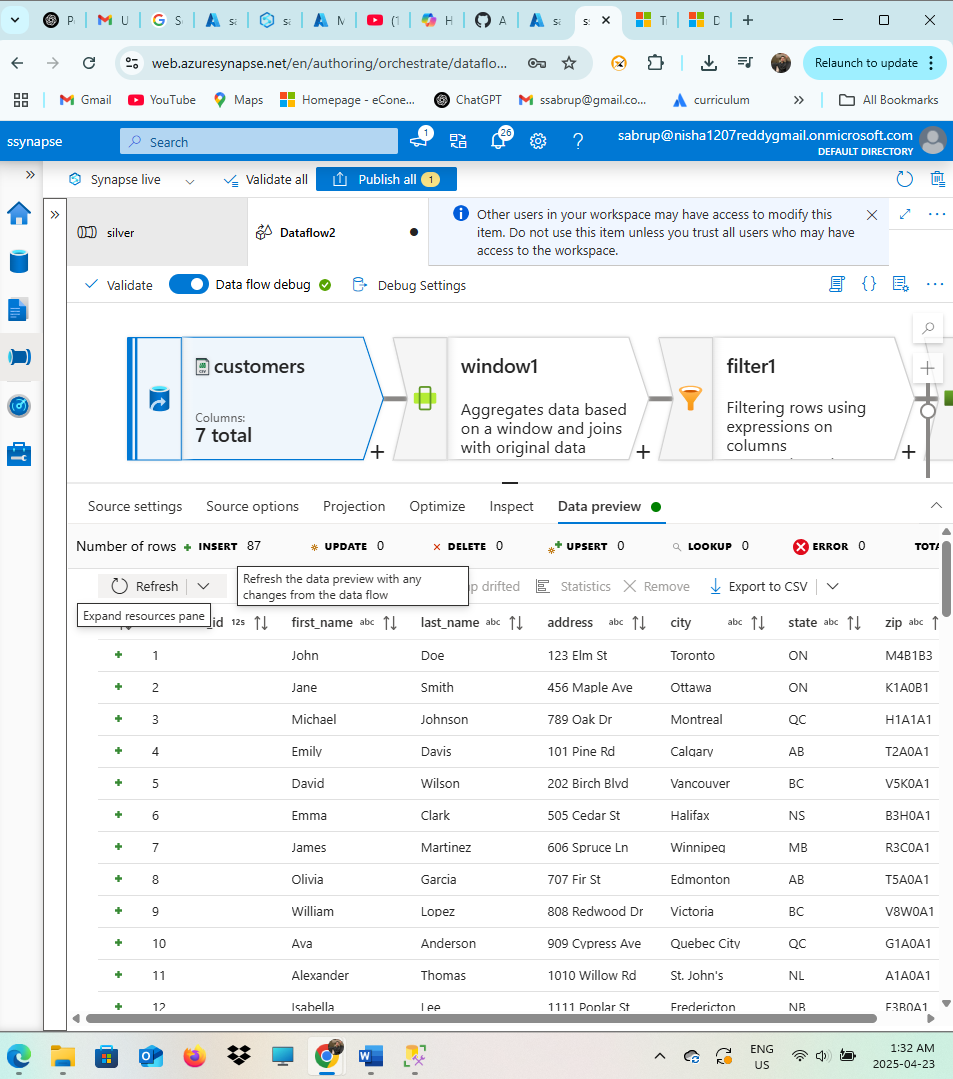 web.azuresynapse.net/en/authoring/orchestrate/dataflo...
Relaunch to update
Gmail
YouTube
Maps
Homepage - eCone...
ChatGPT
ssabrup@gmail.co...
curriculum
»
All Bookmarks
ssynapse
Search
1
26
sabrup@nisha1207reddygmail.onmicrosoft.com
DEFAULT DIRECTORY
Synapse live
Validate all
Publish all 1
silver
Dataflow2
Other users in your workspace may have access to modify this
item. Do not use this item unless you trust all users who may have
access to the workspace.
Validate
Data flow debug
Debug Settings
customers
Columns:
7 total
window1
Aggregates data based
on a window and joins
with original data
filter1
Filtering rows using
expressions on
columns
Source settings
Source options
Projection
Optimize
Inspect
Data preview
Number of rows
INSERT 87
UPDATE 0
DELETE 0
UPSERT 0
LOOKUP 0
ERROR 0
TOTA
Refresh
Refresh the data preview with any
changes from the data flow
drifted
Statistics
Remove
Export to CSV
Expand resources pane
_id 12s first_name abc last_name abc address abc city abc state abc zip abc
1 John Doe 123 Elm St Toronto ON M4B1B3
2 Jane Smith 456 Maple Ave Ottawa ON K1A0B1
3 Michael Johnson 789 Oak Dr Montreal QC H1A1A1
4 Emily Davis 101 Pine Rd Calgary AB T2A0A1
5 David Wilson 202 Birch Blvd Vancouver BC V5K0A1
6 Emma Clark 505 Cedar St Halifax NS B3H0A1
7 James Martinez 606 Spruce Ln Winnipeg MB R3C0A1
8 Olivia Garcia 707 Fir St Edmonton AB T5A0A1
9 William Lopez 808 Redwood Dr Victoria BC V8W0A1
10 Ava Anderson 909 Cypress Ave Quebec City QC G1A0A1
11 Alexander Thomas 1010 Willow Rd St. John's NL A1A0A1
12 Isabella Lee 1111 Poplar St Fredericton NB E3B0A1
ENG
US
1:32 AM
2025-04-23